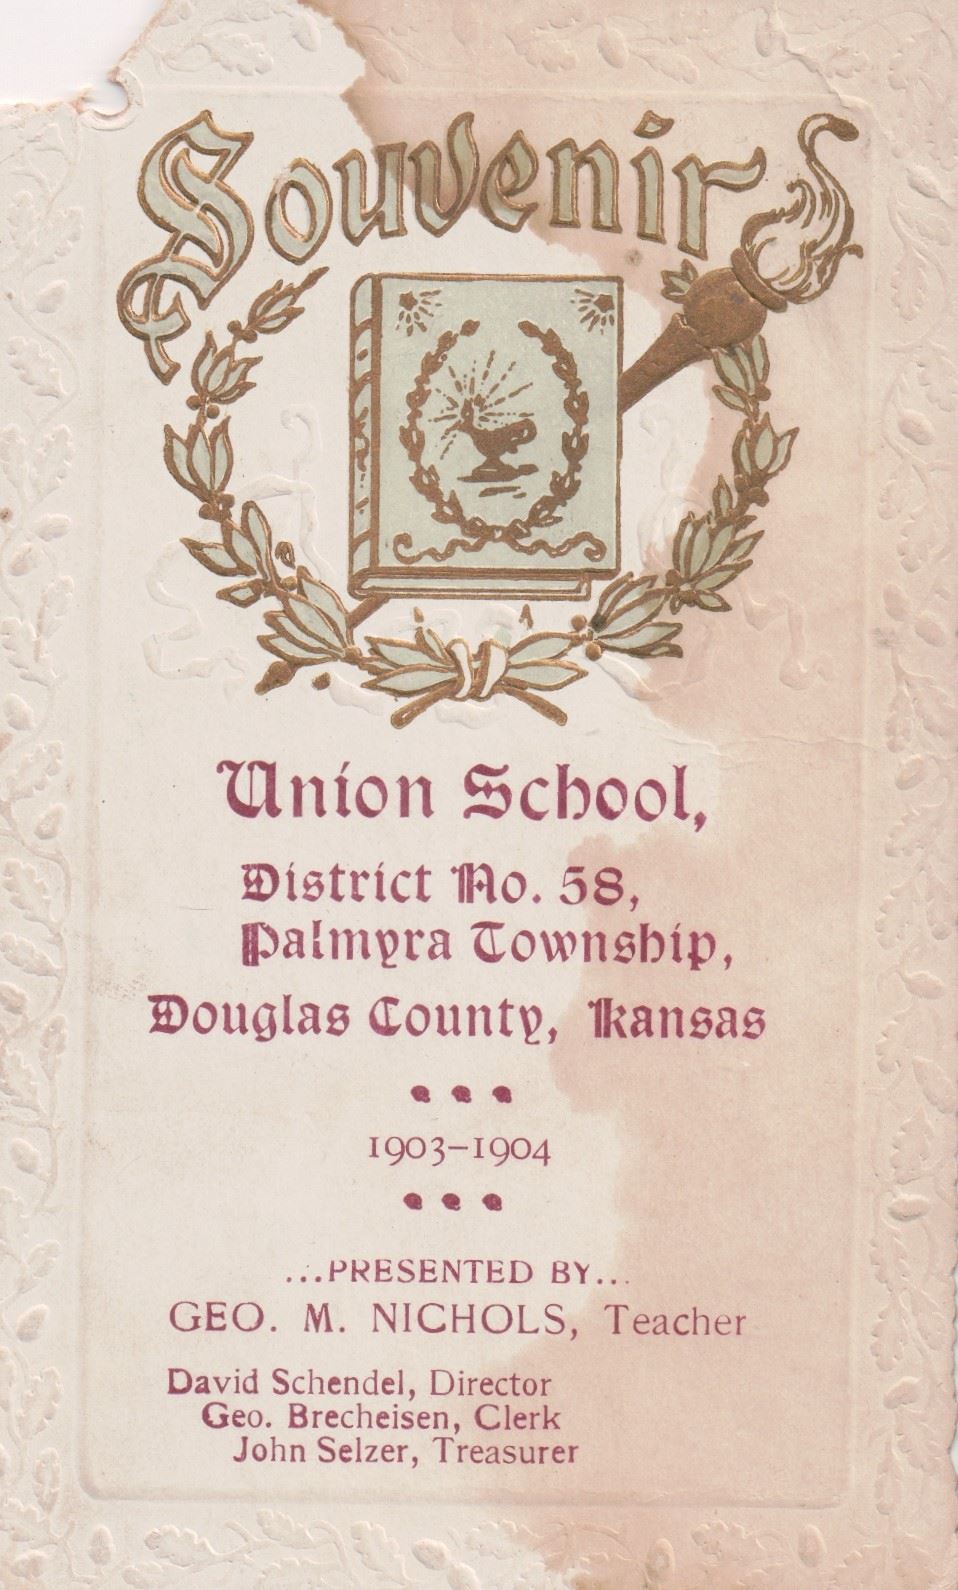 Souvenir
Union School,
District No. 58,
Palmyra Township,
Douglas County, Kansas
1903–1904
...PRESENTED BY...
GEO. M. NICHOLS, Teacher
David Schendel, Director
Geo. Brecheisen, Clerk
John Selzer, Treasurer